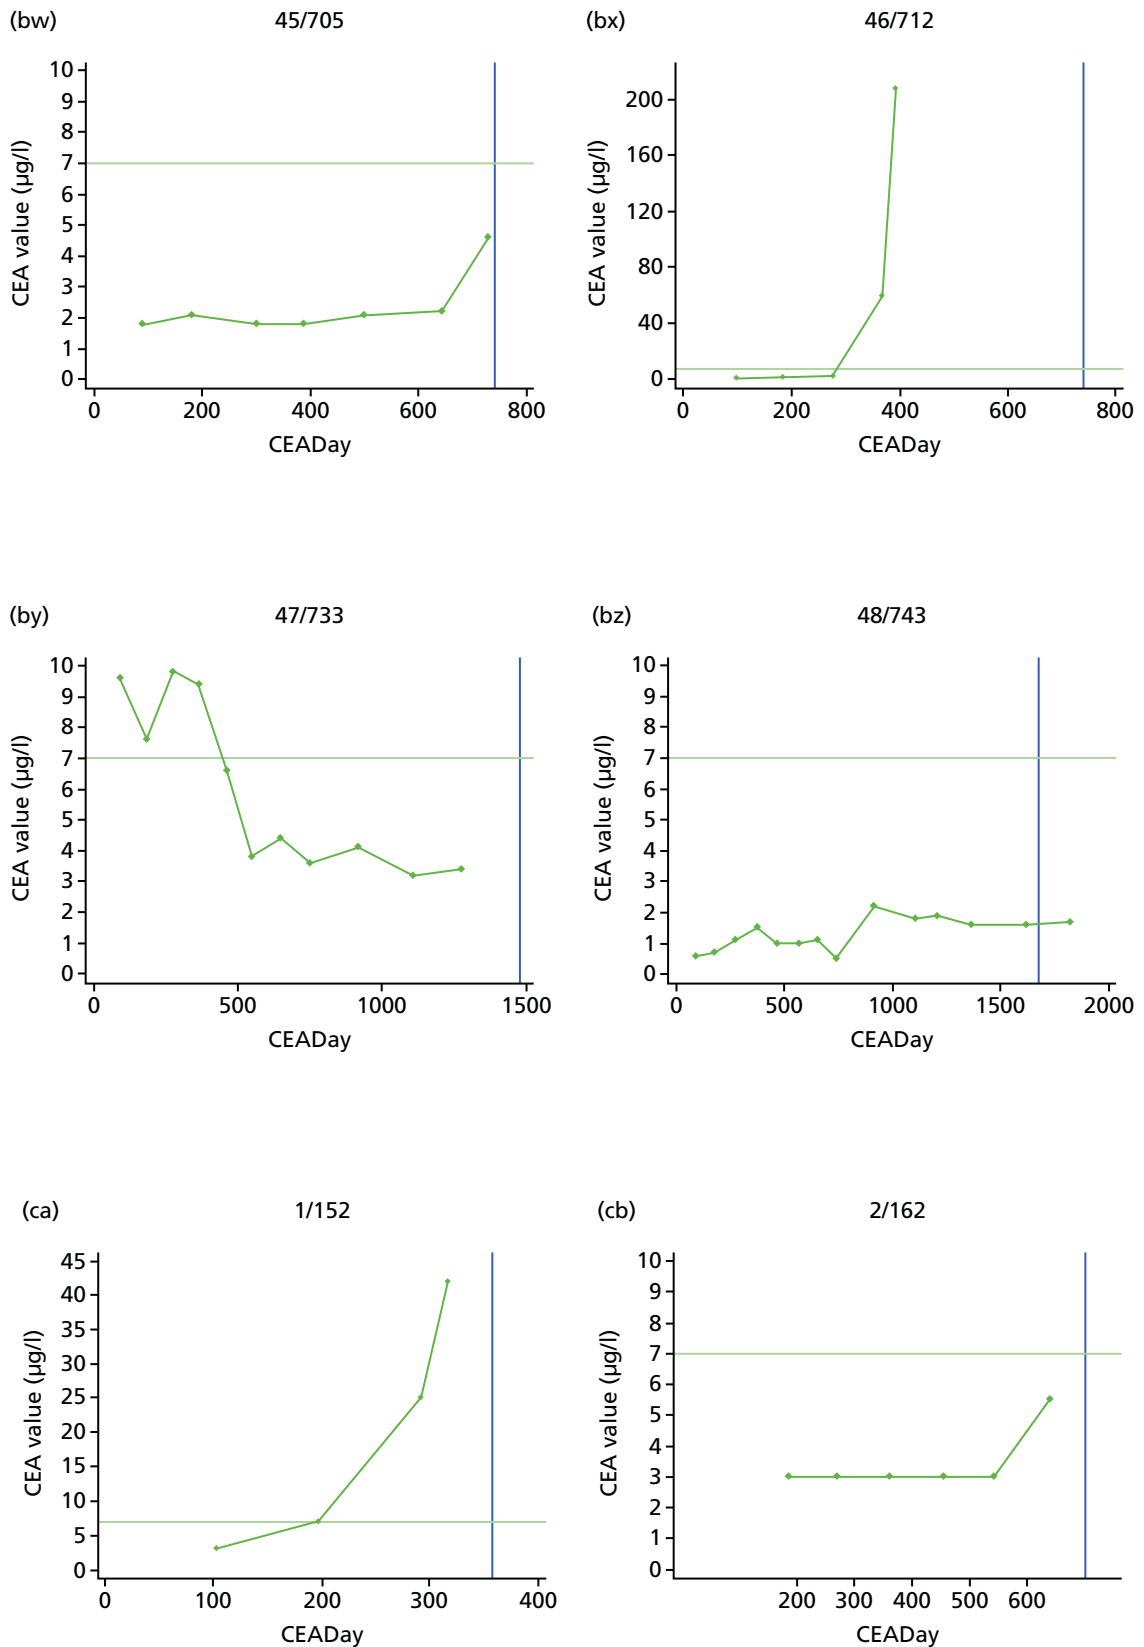 (bw) 45/705
CEA value (µg/l)
10
9
8
7
6
5
4
3
2
1
0
0 200 400 600 800
CEADay
(bx) 46/712
CEA value (µg/l)
200
160
120
80
40
0
0 200 400 600 800
CEADay
(by) 47/733
CEA value (µg/l)
10
9
8
7
6
5
4
3
2
1
0
0 500 1000 1500
CEADay
(bz) 48/743
CEA value (µg/l)
10
9
8
7
6
5
4
3
2
1
0
0 500 1000 1500 2000
CEADay
(ca) 1/152
CEA value (µg/l)
45
40
35
30
25
20
15
10
5
0
0 100 200 300 400
CEADay
(cb) 2/162
CEA value (µg/l)
10
9
8
7
6
5
4
3
2
1
0
200 300 400 500 600
CEADay